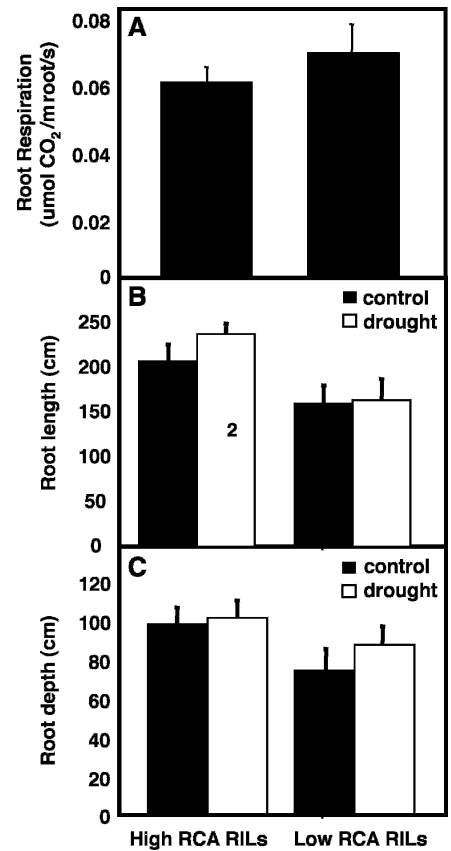 A
0.08
0.06
0.04
0.02
0
Root Respiration
(umol CO2/mroot/s)
B
control
drought
250
200
150
100
50
0
Root length (cm)
2
C
control
drought
120
100
80
60
40
20
0
Root depth (cm)
High RCA RILs Low RCA RILs